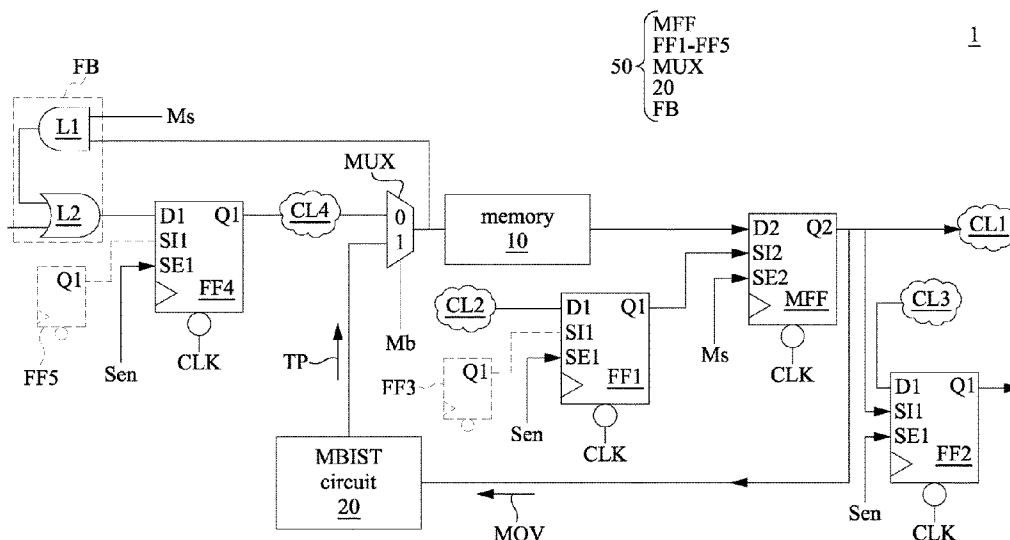 1
50
MFF
FF1-FF5
MUX
20
FB
FB
L1
Ms
L2
MUX
D1 Q1
SI1
SE1
FF4
CLK
CL4
0
1
Mb
memory
10
D2 Q2
SI2
SE2
MFF
CLK
Ms
CL1
Q1
FF5
Sen
TP
CL2
D1 Q1
SI1
SE1
FF1
CLK
Q1
FF3
Sen
CL3
D1 Q1
SI1
SE1
FF2
CLK
Sen
MBIST
circuit
20
MOV